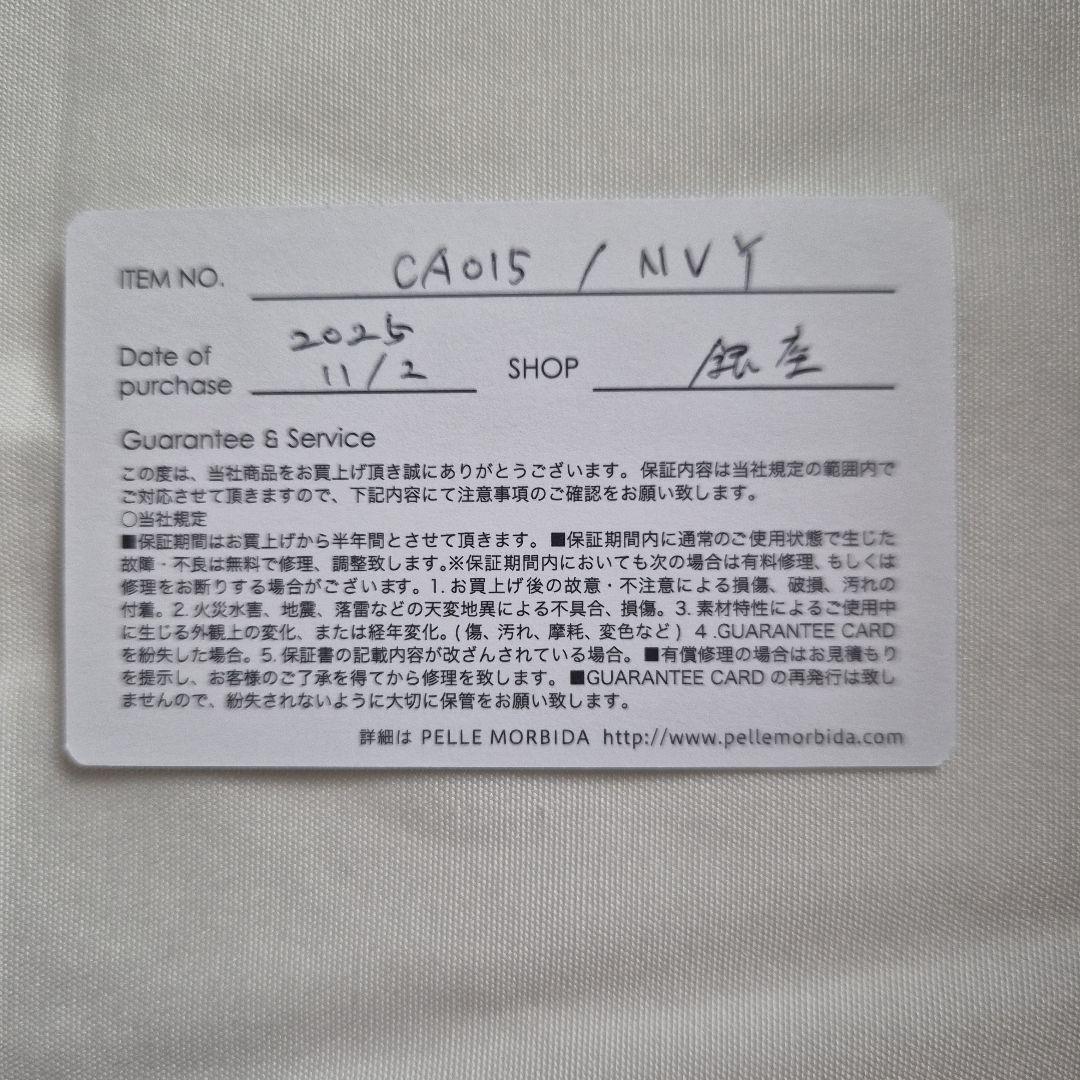 ITEM NO. CA015 / NVY
Date of purchase 2025 11/2 SHOP 銀座
Guarantee & Service
この度は、当社商品をお買上げ頂き誠にありがとうございます。保証内容は当社規定の範囲内で
ご対応させて頂きますので、下記内容にて注意事項のご確認をお願い致します。
○当社規定
■保証期間はお買上げから半年間とさせて頂きます。■保証期間内に通常のご使用状態で生じた
故障・不良は無料で修理、調整致します。※保証期間内においても次の場合は有料修理、もしくは
修理をお断りする場合がございます。1. お買上げ後の故意・不注意による損傷、破損、汚れの
付着。2. 火災水害、地震、落雷などの天変地異による不具合、損傷。3. 素材特性によるご使用中
に生じる外観上の変化、または経年変化。( 傷、汚れ、摩耗、変色など ) 4 .GUARANTEE CARD
を紛失した場合。5. 保証書の記載内容が改ざんされている場合。■有償修理の場合はお見積もり
を提示し、お客様のご了承を得てから修理を致します。■GUARANTEE CARD の再発行は致し
ませんので、紛失されないように大切に保管をお願い致します。
詳細は PELLE MORBIDA http://www.pellemorbida.com